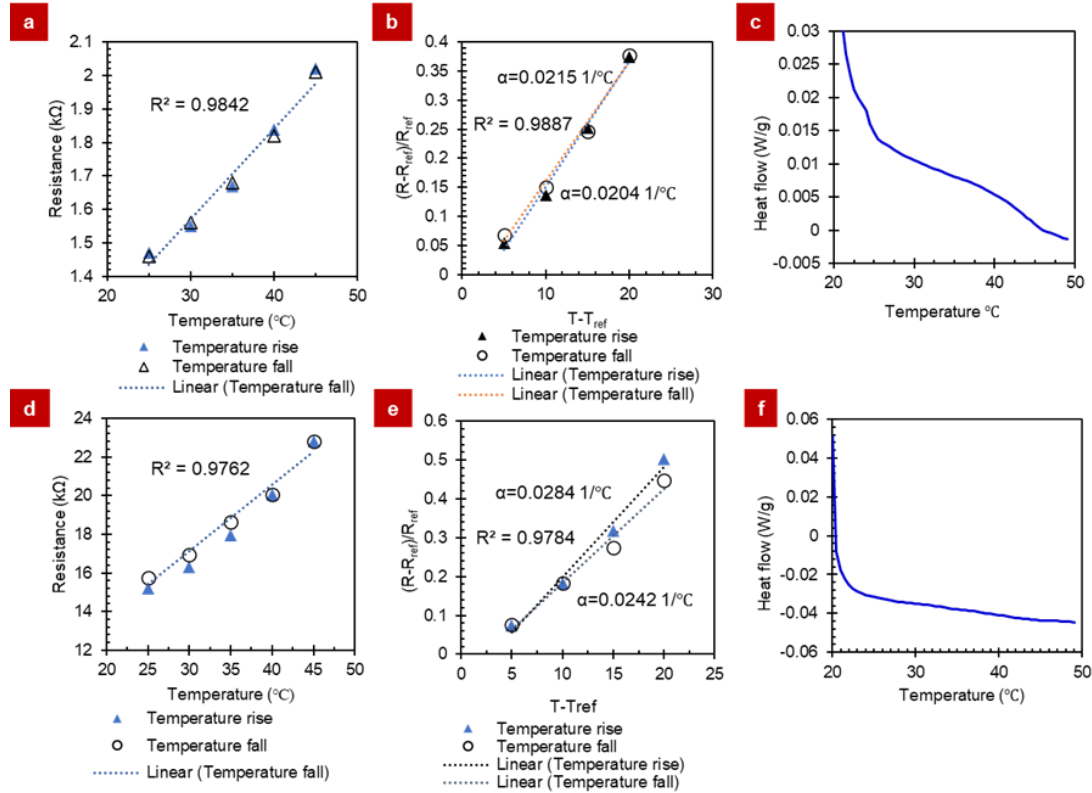 a
2.1
2
1.9
1.8
1.7
1.6
1.5
1.4
Resistance (kΩ)
R² = 0.9842
20
30
40
50
Temperature (°C)
Temperature rise
Temperature fall
Linear (Temperature fall)
b
0.4
0.35
0.3
0.25
0.2
0.15
0.1
0.05
0
(R-Rref)/Rref
α=0.0215 1/°C
R² = 0.9887
α=0.0204 1/°C
0
10
20
30
T-Tref
Temperature rise
Temperature fall
Linear (Temperature rise)
Linear (Temperature fall)
c
0.03
0.025
0.02
0.015
0.01
0.005
0
-0.005
Heat flow (W/g)
20
30
40
50
Temperature °C
d
24
22
20
18
16
14
12
Resistance (kΩ)
R² = 0.9762
20
25
30
35
40
45
50
Temperature (°C)
Temperature rise
Temperature fall
Linear (Temperature fall)
e
0.6
0.5
0.4
0.3
0.2
0.1
0
(R-Rref)/Rref
α=0.0284 1/°C
R² = 0.9784
α=0.0242 1/°C
0
5
10
15
20
25
T-Tref
Temperature rise
Temperature fall
Linear (Temperature rise)
Linear (Temperature fall)
f
0.06
0.04
0.02
0
-0.02
-0.04
-0.06
Heat flow (W/g)
20
30
40
50
Temperature (°C)